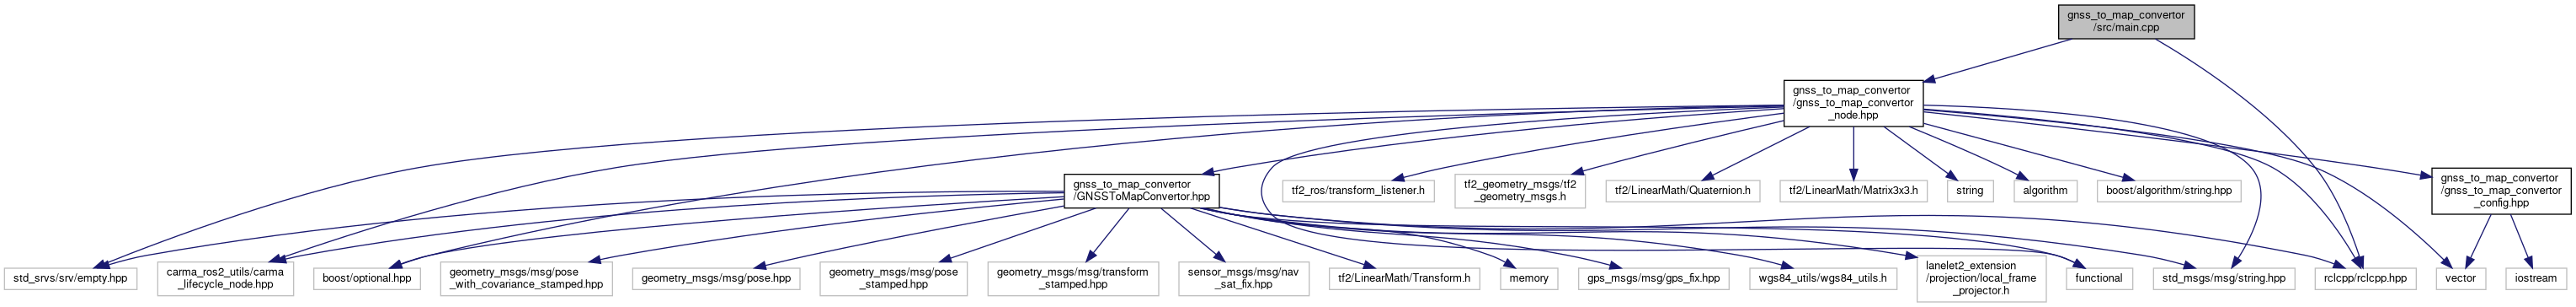 gnss_to_map_convertor
/src/main.cpp
gnss_to_map_convertor
/gnss_to_map_convertor
_node.hpp
gnss_to_map_convertor
/GNSSToMapConvertor.hpp
tf2_ros/transform_listener.h
tf2_geometry_msgs/tf2
_geometry_msgs.h
tf2/LinearMath/Quaternion.h
tf2/LinearMath/Matrix3x3.h
string
algorithm
boost/algorithm/string.hpp
gnss_to_map_convertor
/gnss_to_map_convertor
_config.hpp
std_srvs/srv/empty.hpp
carma_ros2_utils/carma
_lifecycle_node.hpp
boost/optional.hpp
geometry_msgs/msg/pose
_with_covariance_stamped.hpp
geometry_msgs/msg/pose.hpp
geometry_msgs/msg/pose
_stamped.hpp
geometry_msgs/msg/transform
_stamped.hpp
sensor_msgs/msg/nav
_sat_fix.hpp
tf2/LinearMath/Transform.h
memory
gps_msgs/msg/gps_fix.hpp
wgs84_utils/wgs84_utils.h
lanelet2_extension
/projection/local_frame
_projector.h
functional
std_msgs/msg/string.hpp
rclcpp/rclcpp.hpp
vector
iostream